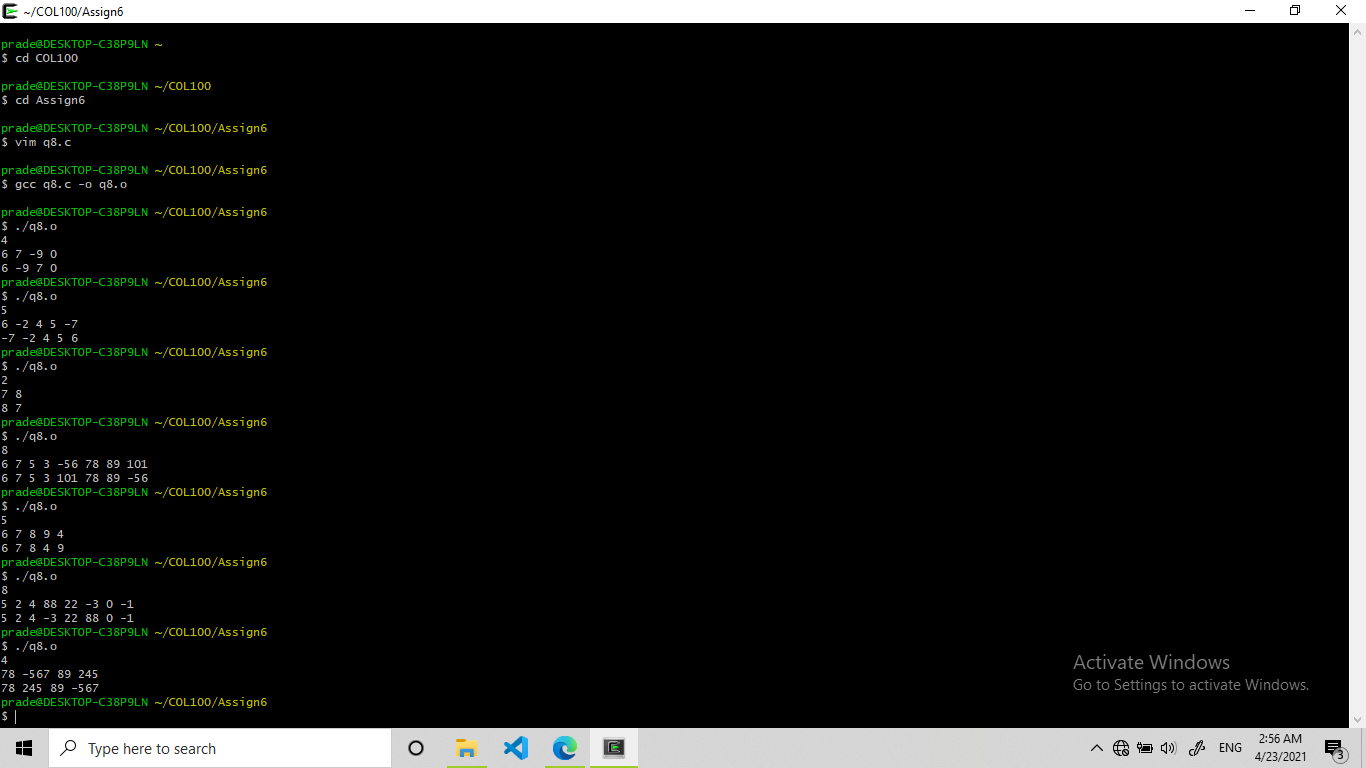 ~/COL100/Assign6
prade@DESKTOP-C38P9LN ~
$ cd COL100
prade@DESKTOP-C38P9LN ~/COL100
$ cd Assign6
prade@DESKTOP-C38P9LN ~/COL100/Assign6
$ vim q8.c
prade@DESKTOP-C38P9LN ~/COL100/Assign6
$ gcc q8.c -o q8.o
prade@DESKTOP-C38P9LN ~/COL100/Assign6
$ ./q8.o
4
6 7 -9 0
6 -9 7 0
prade@DESKTOP-C38P9LN ~/COL100/Assign6
$ ./q8.o
5
6 -2 4 5 -7
-7 -2 4 5 6
prade@DESKTOP-C38P9LN ~/COL100/Assign6
$ ./q8.o
2
7 8
8 7
prade@DESKTOP-C38P9LN ~/COL100/Assign6
$ ./q8.o
8
6 7 5 3 -56 78 89 101
6 7 5 3 101 78 89 -56
prade@DESKTOP-C38P9LN ~/COL100/Assign6
$ ./q8.o
5
6 7 8 9 4
6 7 8 4 9
prade@DESKTOP-C38P9LN ~/COL100/Assign6
$ ./q8.o
8
5 2 4 88 22 -3 0 -1
5 2 4 -3 22 88 0 -1
prade@DESKTOP-C38P9LN ~/COL100/Assign6
$ ./q8.o
4
78 -567 89 245
78 245 89 -567
prade@DESKTOP-C38P9LN ~/COL100/Assign6
$
Activate Windows
Go to Settings to activate Windows.
Type here to search
ENG
2:56 AM
4/23/2021
3